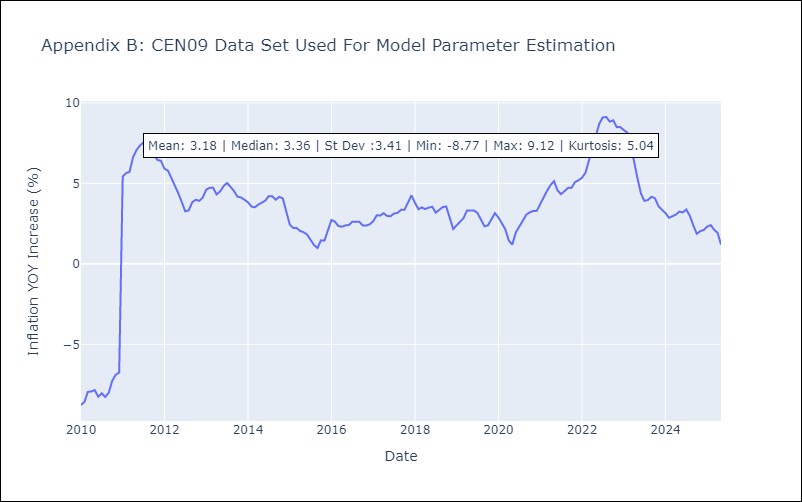 Appendix B: CEN09 Data Set Used For Model Parameter Estimation
10
Mean: 3.18 | Median: 3.36 | St Dev :3.41 | Min: -8.77 | Max: 9.12 | Kurtosis: 5.04
5
0
−5
Inflation YOY Increase (%)
2010 2012 2014 2016 2018 2020 2022 2024
Date